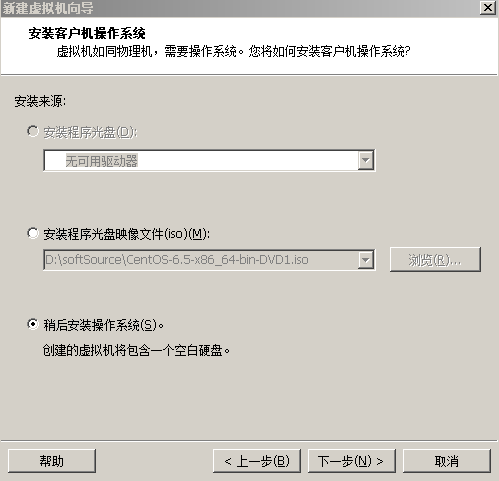 新建虚拟机向导
安装客户机操作系统
虚拟机如同物理机，需要操作系统。您将如何安装客户机操作系统?
安装来源:
安装程序光盘(D):
无可用驱动器
安装程序光盘映像文件(iso)(M):
D:\softSource\CentOS-6.5-x86_64-bin-DVD1.iso
浏览(R)...
稍后安装操作系统(S)。
创建的虚拟机将包含一个空白硬盘。
帮助
< 上一步(B)
下一步(N) >
取消